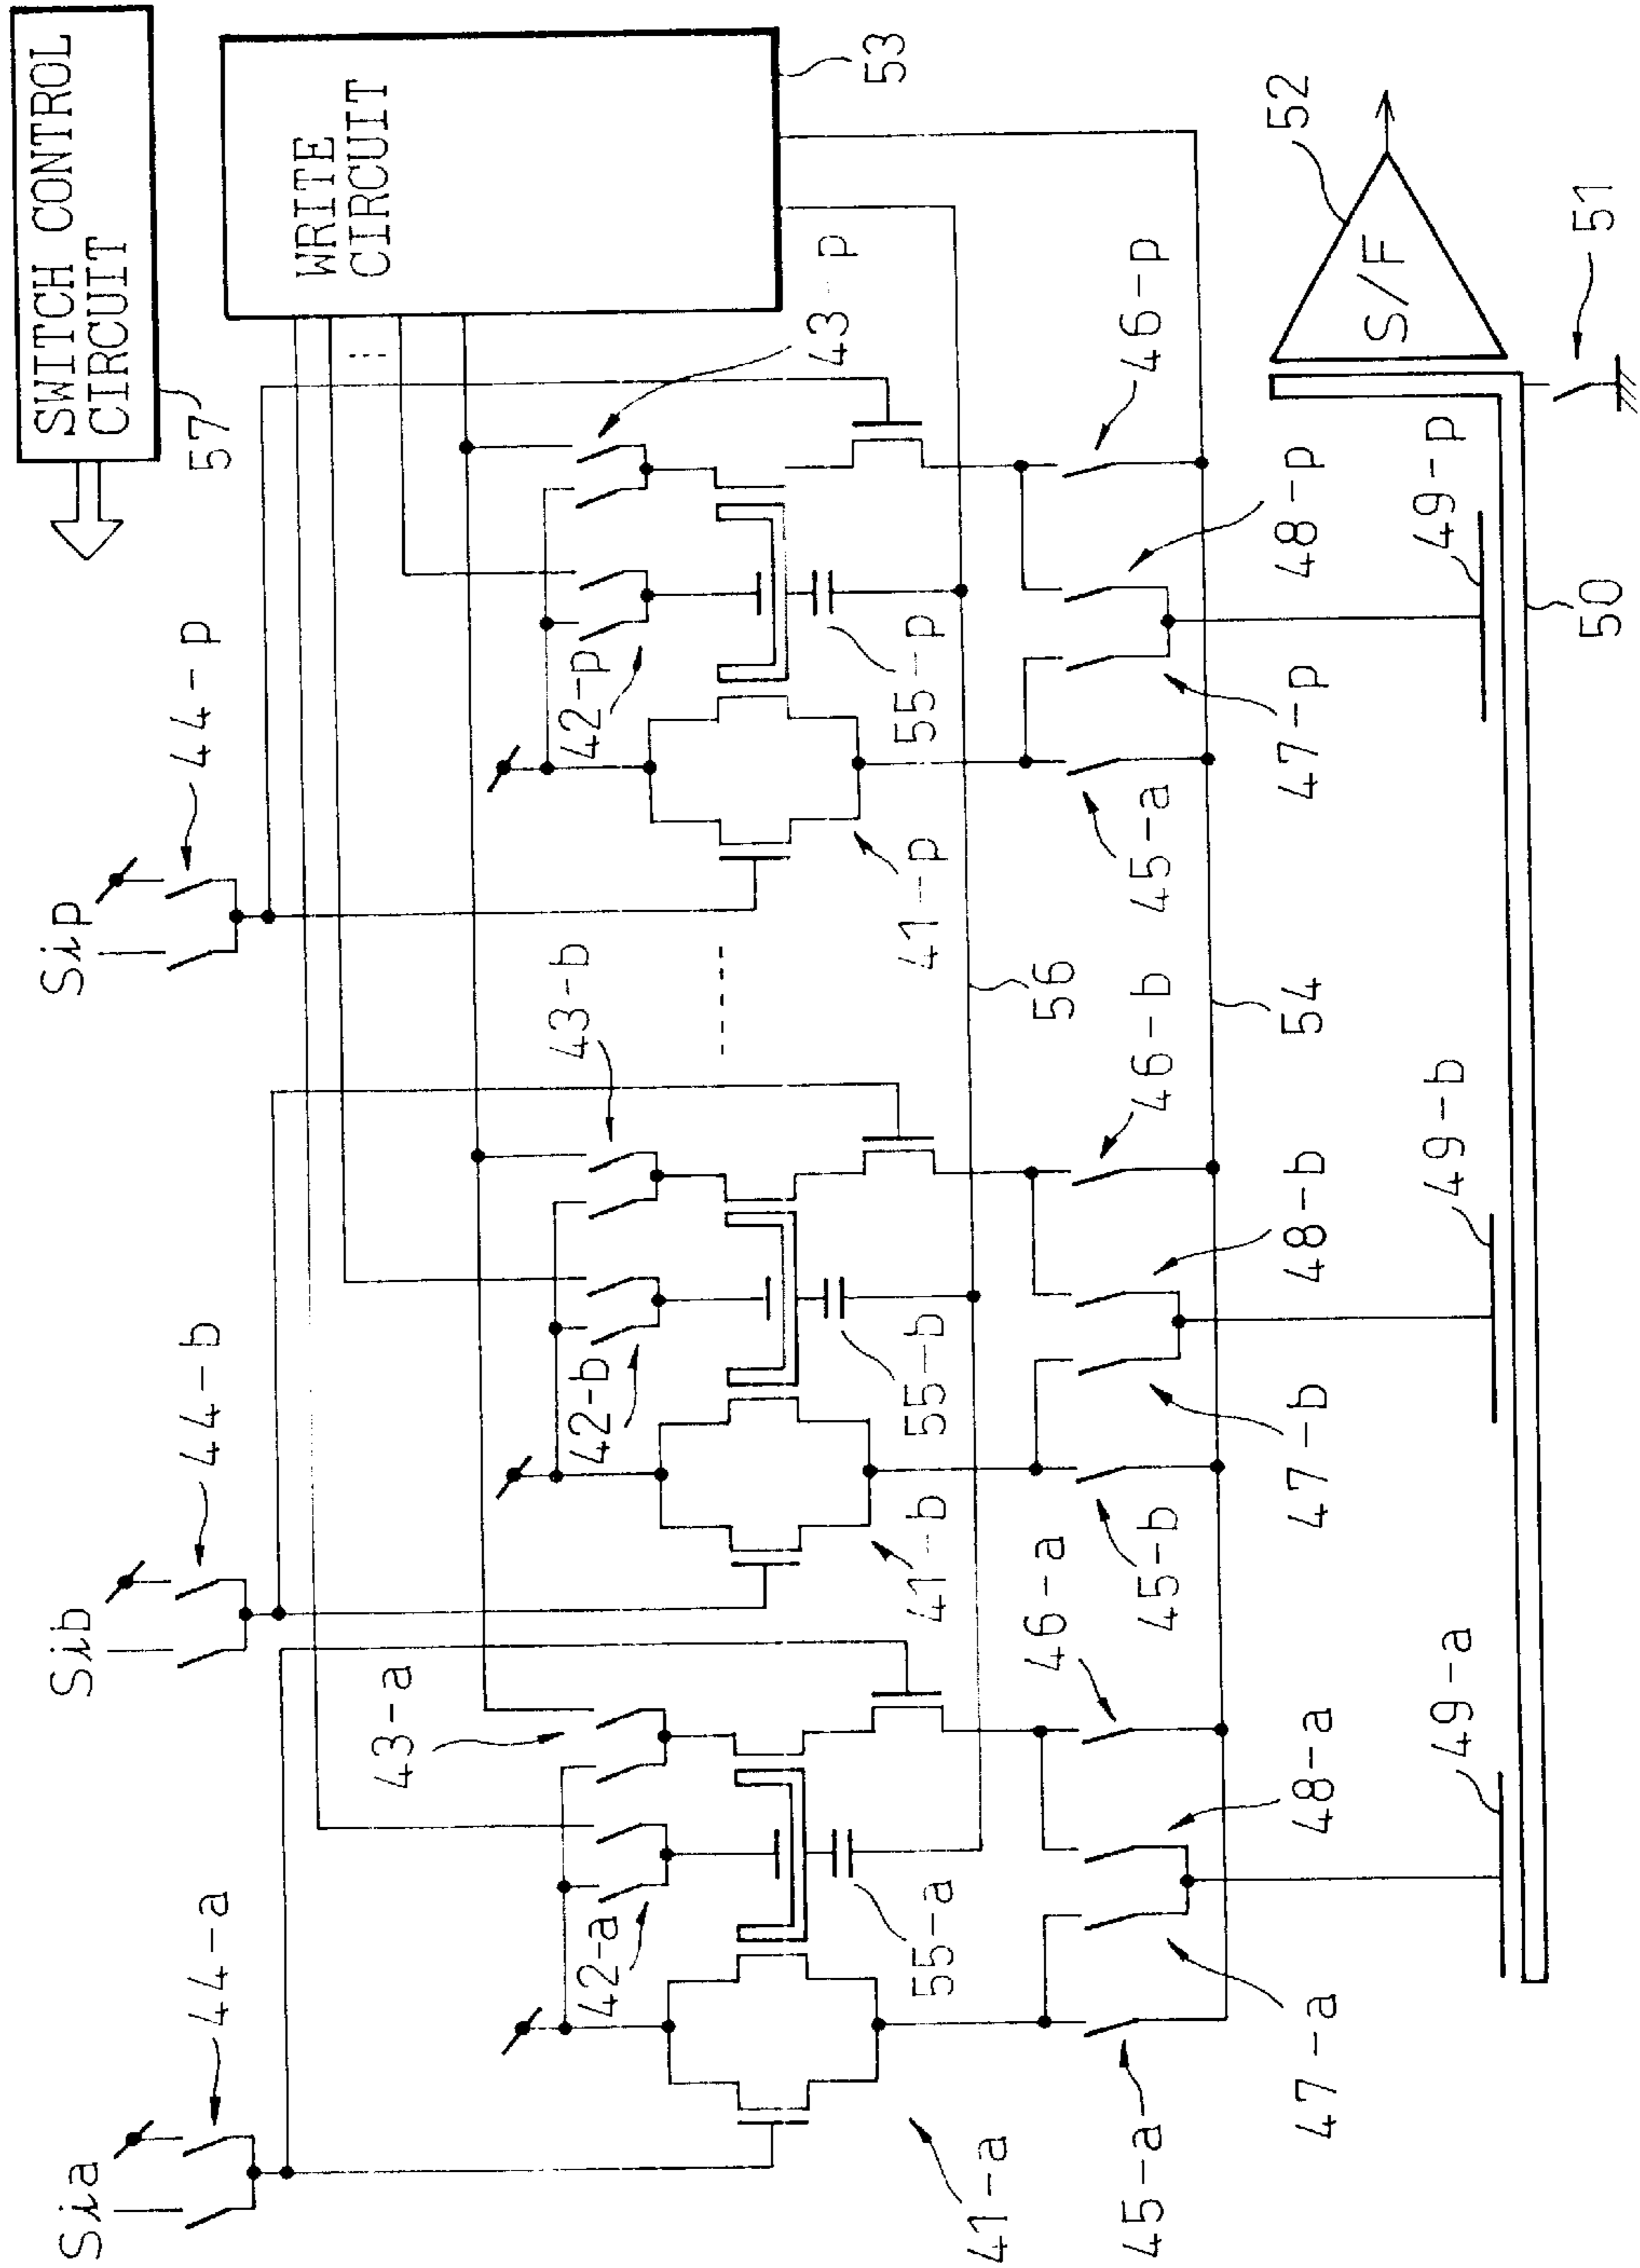 SWITCH CONTROL
CIRCUIT
57
WRITE
CIRCUIT
53
Sia
44-a
Sib
44-b
Sip
44-p
43-a
43-b
43-p
42-a
42-b
42-p
41-a
55-a
41-b
55-b
41-p
55-p
56
45-a
46-a
45-b
46-b
45-a
46-p
47-a
48-a
47-b
48-b
47-p
48-p
54
49-a
49-b
49-p
50
S/F
52
51